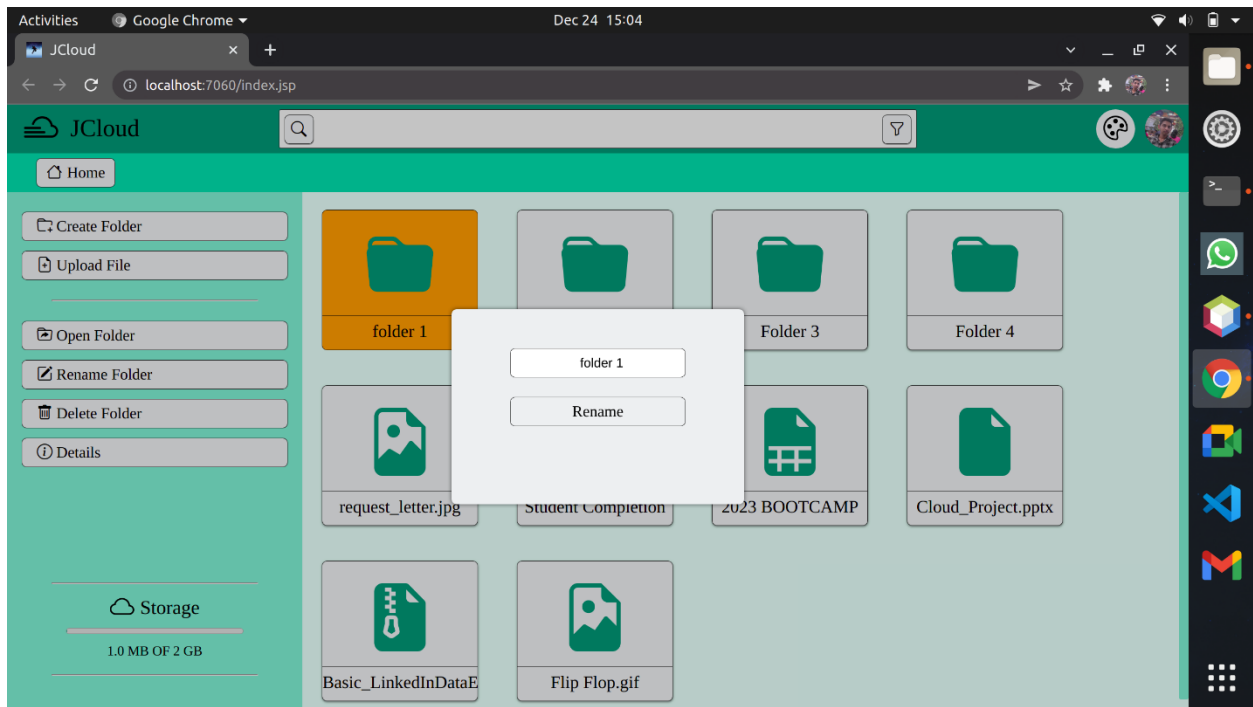 Activities Google Chrome Dec 24 15:04
JCloud
localhost:7060/index.jsp
JCloud
Home
Create Folder
Upload File
Open Folder
Rename Folder
Delete Folder
Details
Storage
1.0 MB OF 2 GB
folder 1
Folder 3
Folder 4
folder 1
Rename
request_letter.jpg
Student Completion
2023 BOOTCAMP
Cloud_Project.pptx
Basic_LinkedInDataE
Flip Flop.gif